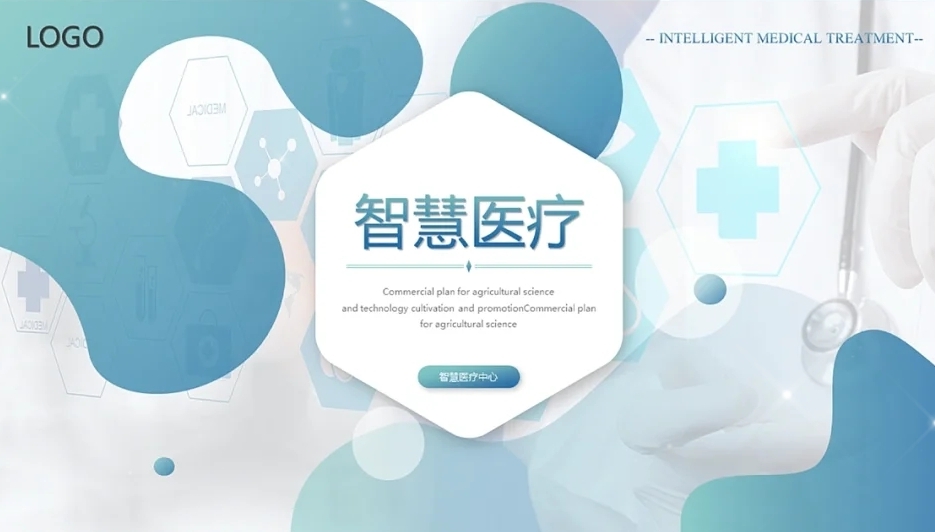 LOGO
-- INTELLIGENT MEDICAL TREATMENT--
MEDICAL
智慧医疗
Commercial plan for agricultural science
and technology cultivation and promotionCommercial plan
for agricultural science
智慧医疗中心
MEDICAL